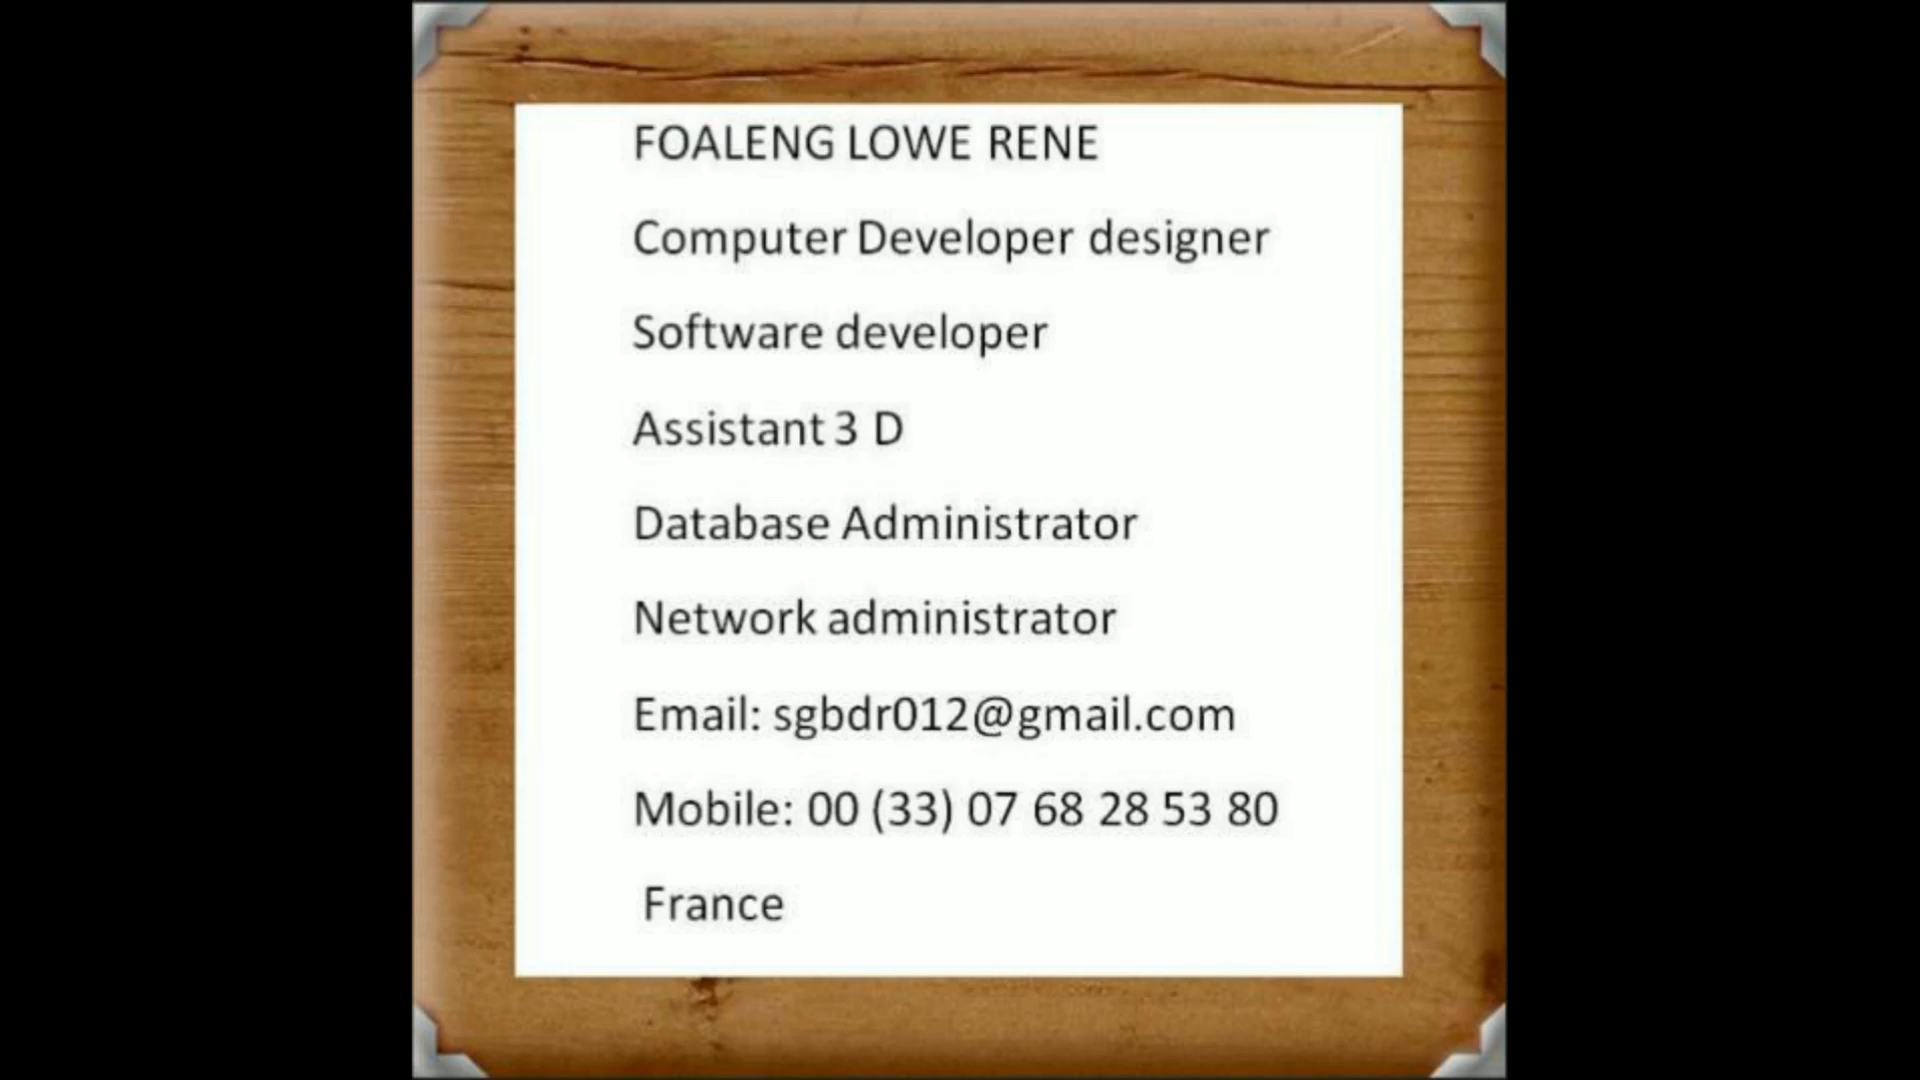 FOALENG LOWE RENE
Computer Developer designer
Software developer
Assistant 3 D
Database Administrator
Network administrator
Email: sgbdr012@gmail.com
Mobile: 00 (33) 07 68 28 53 80
France